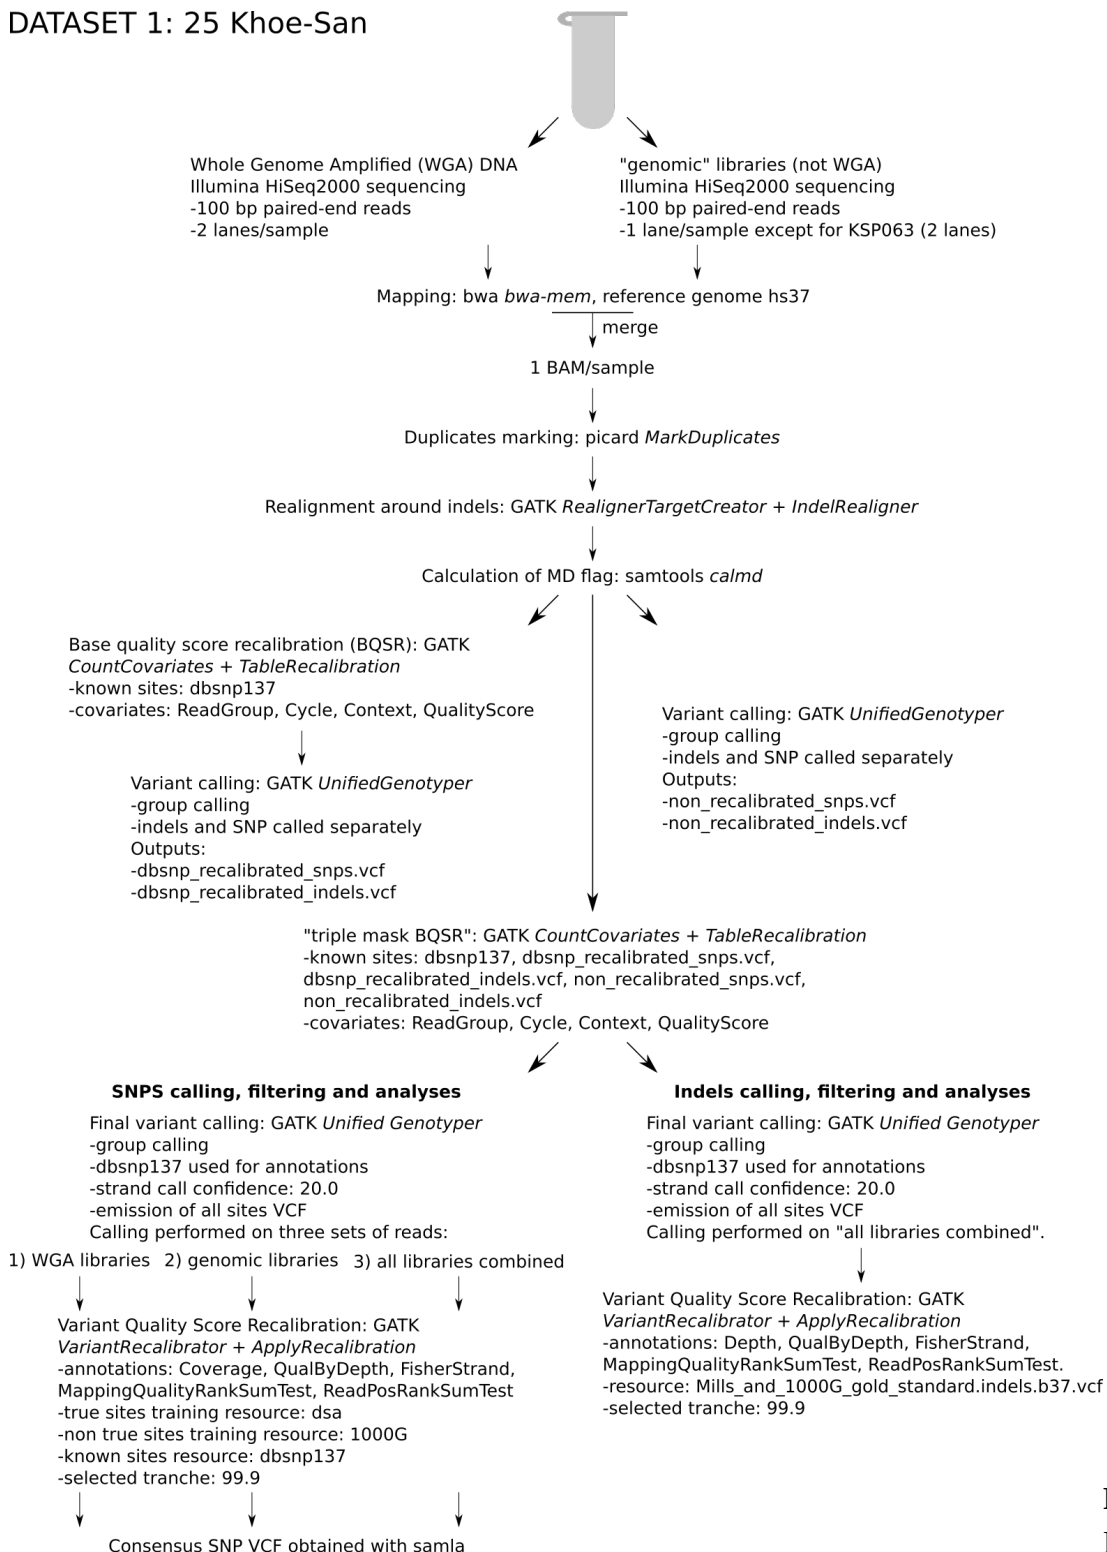 DATASET 1: 25 Khoe-San
Whole Genome Amplified (WGA) DNA
Illumina HiSeq2000 sequencing
-100 bp paired-end reads
-2 lanes/sample
"genomic" libraries (not WGA)
Illumina HiSeq2000 sequencing
-100 bp paired-end reads
-1 lane/sample except for KSP063 (2 lanes)
Mapping: bwa bwa-mem, reference genome hs37
merge
1 BAM/sample
Duplicates marking: picard MarkDuplicates
Realignment around indels: GATK RealignerTargetCreator + IndelRealigner
Calculation of MD flag: samtools calmd
Base quality score recalibration (BQSR): GATK
CountCovariates + TableRecalibration
-known sites: dbsnp137
-covariates: ReadGroup, Cycle, Context, QualityScore
Variant calling: GATK UnifiedGenotyper
-group calling
-indels and SNP called separately
Outputs:
-dbsnp_recalibrated_snps.vcf
-dbsnp_recalibrated_indels.vcf
Variant calling: GATK UnifiedGenotyper
-group calling
-indels and SNP called separately
Outputs:
-non_recalibrated_snps.vcf
-non_recalibrated_indels.vcf
"triple mask BQSR": GATK CountCovariates + TableRecalibration
-known sites: dbsnp137, dbsnp_recalibrated_snps.vcf,
dbsnp_recalibrated_indels.vcf, non_recalibrated_snps.vcf,
non_recalibrated_indels.vcf
-covariates: ReadGroup, Cycle, Context, QualityScore
SNPS calling, filtering and analyses
Final variant calling: GATK Unified Genotyper
-group calling
-dbsnp137 used for annotations
-strand call confidence: 20.0
-emission of all sites VCF
Calling performed on three sets of reads:
1) WGA libraries 2) genomic libraries 3) all libraries combined
Variant Quality Score Recalibration: GATK
VariantRecalibrator + ApplyRecalibration
-annotations: Coverage, QualByDepth, FisherStrand,
MappingQualityRankSumTest, ReadPosRankSumTest
-true sites training resource: dsa
-non true sites training resource: 1000G
-known sites resource: dbsnp137
-selected tranche: 99.9
Consensus SNP VCF obtained with samla
Indels calling, filtering and analyses
Final variant calling: GATK Unified Genotyper
-group calling
-dbsnp137 used for annotations
-strand call confidence: 20.0
-emission of all sites VCF
Calling performed on "all libraries combined".
Variant Quality Score Recalibration: GATK
VariantRecalibrator + ApplyRecalibration
-annotations: Depth, QualByDepth, FisherStrand,
MappingQualityRankSumTest, ReadPosRankSumTest.
-resource: Mills_and_1000G_gold_standard.indels.b37.vcf
-selected tranche: 99.9